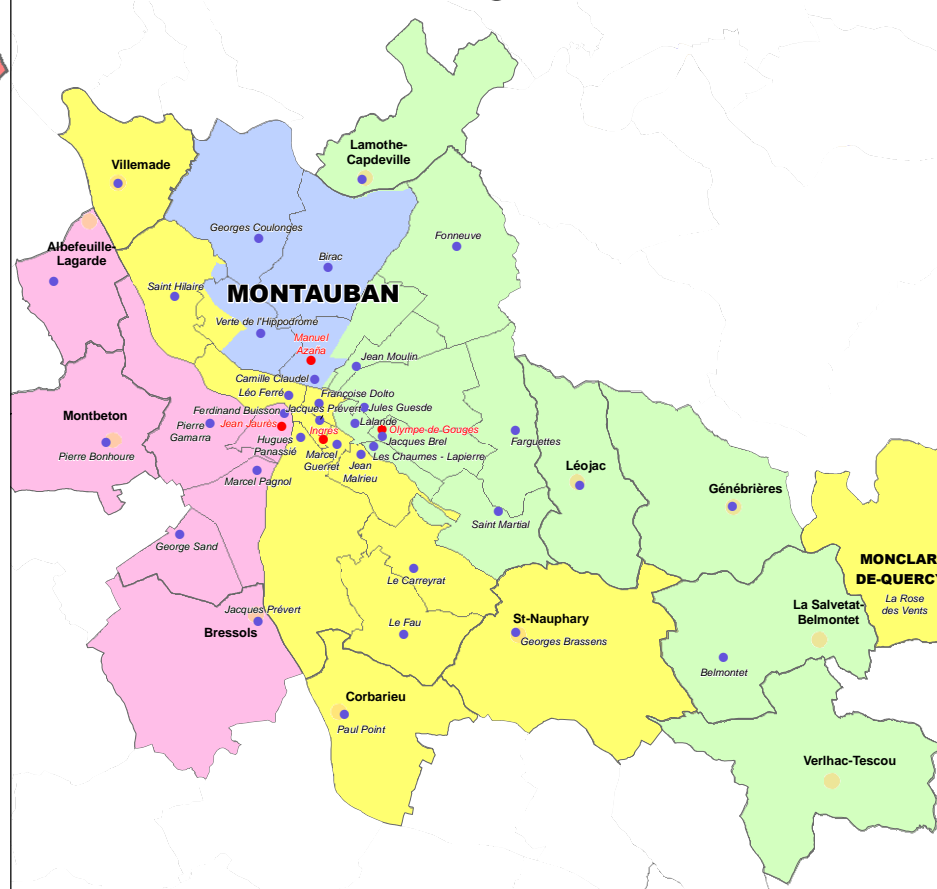 Lamothe-
Capdeville
Villemade
Georges Coulonges
Fonneuve
Albefeuille-
Lagarde
Birac
Saint Hilaire
MONTAUBAN
Verte de l'Hippodrome
Manuel
Azaña
Jean Moulin
Camille Claudel
Léo Ferré
Françoise Dolto
Ferdinand Buisson
Jacques Prévert
Jules Guesde
Montbeton
Pierre
Gamarra
Jean Jaurès
Ingres
Lalande
Olympe-de-Gouges
Hugues
Panassié
Jacques Brel
Farguettes
Pierre Bonhoure
Marcel
Guerret
Jean
Malrieu
Les Chaumes - Lapierre
Léojac
Marcel Pagnol
Génébrières
Saint Martial
George Sand
MONCLAR
DE-QUERCY
La Rose
des Vents
Le Carreyrat
Jacques Prévert
Bressols
Le Fau
St-Nauphary
Georges Brassens
La Salvetat-
Belmontet
Belmontet
Corbarieu
Paul Point
Verlhac-Tescou